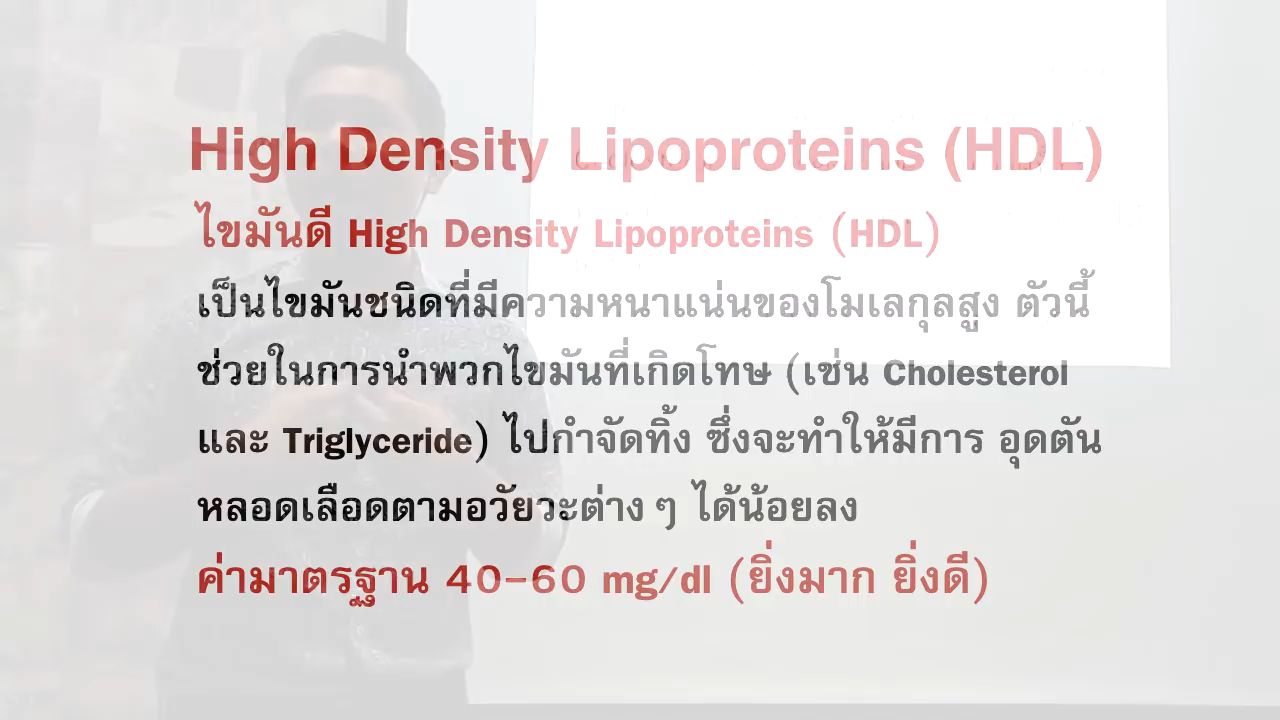 High Density Lipoproteins (HDL)
ไขมันดี High Density Lipoproteins (HDL)
เป็นไขมันชนิดที่มีความหนาแน่นของโมเลกุลสูง ตัวนี้
ช่วยในการนำพวกไขมันที่เกิดโทษ (เช่น Cholesterol
และ Triglyceride) ไปกำจัดทิ้ง ซึ่งจะทำให้มีการ อุดตัน
หลอดเลือดตามอวัยวะต่าง ๆ ได้น้อยลง
ค่ามาตรฐาน 40-60 mg/dl (ยิ่งมาก ยิ่งดี)